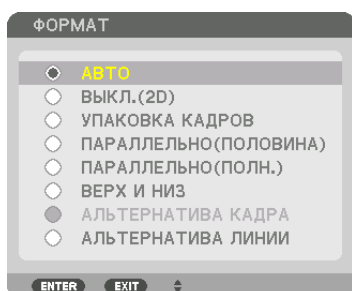 ФОРМАТ
АВТО
ВЫКЛ.(2D)
УПАКОВКА КАДРОВ
ПАРАЛЛЕЛЬНО(ПОЛОВИНА)
ПАРАЛЛЕЛЬНО(ПОЛН.)
ВЕРХ И НИЗ
АЛЬТЕРНАТИВА КАДРА
АЛЬТЕРНАТИВА ЛИНИИ
ENTER EXIT